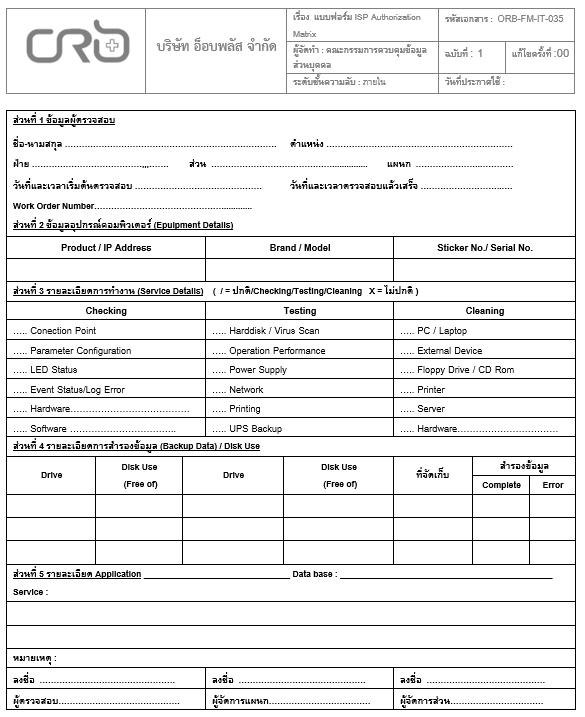 ORB
บริษัท อ็อบพลัส จำกัด
เรื่อง แบบฟอร์ม ISP Authorization
Matrix
ผู้จัดทำ : คณะกรรมการควบคุมข้อมูล
ส่วนบุคคล
ระดับชั้นความลับ : ภายใน
รหัสเอกสาร : ORB-FM-IT-035
ฉบับที่ : 1 แก้ไขครั้งที่ :00
วันที่ประกาศใช้ :
ส่วนที่ 1 ข้อมูลผู้ตรวจสอบ
ชื่อ-นามสกุล ........................ ตำแหน่ง ........................
ฝ่าย ........................ ส่วน ........................ แผนก ........................
วันที่และเวลาเริ่มต้นตรวจสอบ ........................ วันที่และเวลาตรวจสอบแล้วเสร็จ ........................
Work Order Number........................
ส่วนที่ 2 ข้อมูลอุปกรณ์คอมพิวเตอร์ (Epuipment Details)
Product / IP Address Brand / Model Sticker No./ Serial No.
ส่วนที่ 3 รายละเอียดการทำงาน (Service Details) ( / = ปกติ/Checking/Testing/Cleaning X = ไม่ปกติ )
Checking Testing Cleaning
..... Conection Point ..... Harddisk / Virus Scan ..... PC / Laptop
..... Parameter Configuration ..... Operation Performance ..... External Device
..... LED Status ..... Power Supply ..... Floppy Drive / CD Rom
..... Event Status/Log Error ..... Network ..... Printer
..... Hardware........................ ..... Printing ..... Server
..... Software ........................ ..... UPS Backup ..... Hardware........................
ส่วนที่ 4 รายละเอียดการสำรองข้อมูล (Backup Data) / Disk Use
Drive Disk Use Drive Disk Use ที่จัดเก็บ สำรองข้อมูล
(Free of) (Free of) Complete Error
ส่วนที่ 5 รายละเอียด Application ______________ Data base : ______________
Service :
หมายเหตุ :
ลงชื่อ ........................ ลงชื่อ ........................ ลงชื่อ ........................
ผู้ตรวจสอบ........................ ผู้จัดการแผนก........................ ผู้จัดการส่วน........................